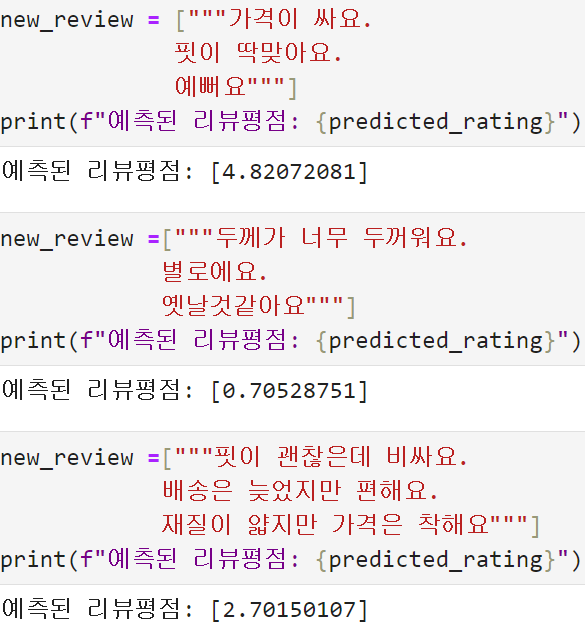 new_review = ["""가격이 싸요.
핏이 딱맞아요.
예뻐요"""]
print(f"예측된 리뷰평점: {predicted_rating}")
예측된 리뷰평점: [4.82072081]
new_review =["""두께가 너무 두꺼워요.
별로에요.
옛날것같아요"""]
print(f"예측된 리뷰평점: {predicted_rating}")
예측된 리뷰평점: [0.70528751]
new_review =["""핏이 괜찮은데 비싸요.
배송은 늦었지만 편해요.
재질이 얇지만 가격은 착해요"""]
print(f"예측된 리뷰평점: {predicted_rating}")
예측된 리뷰평점: [2.70150107]